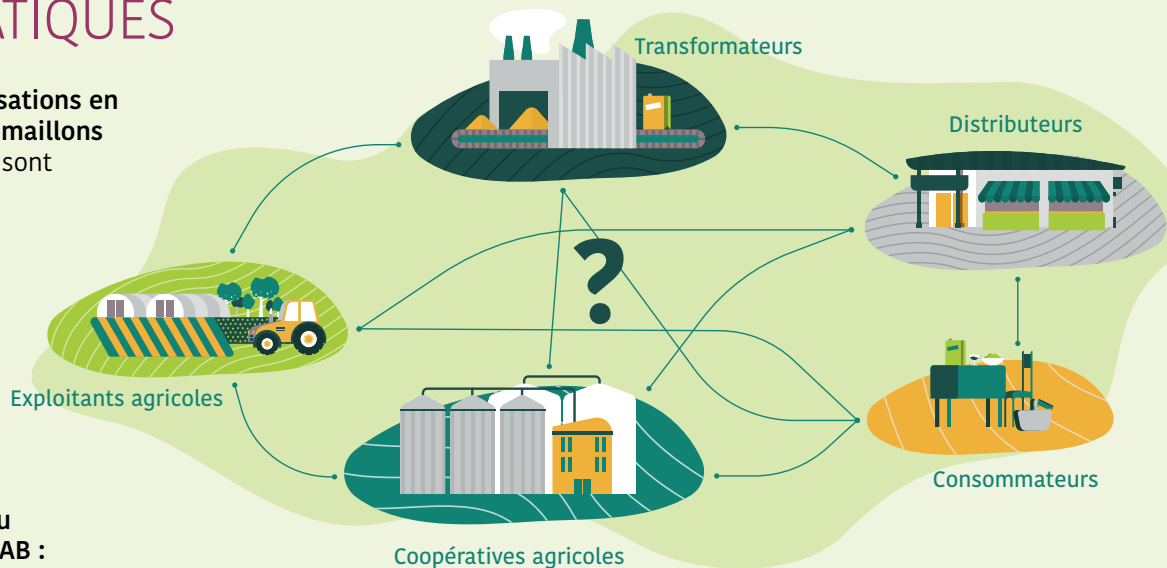 ATIQUES
sations en
maillons
sont
u
AB :
Transformateurs
Distributeurs
?
Exploitants agricoles
Consommateurs
Coopératives agricoles